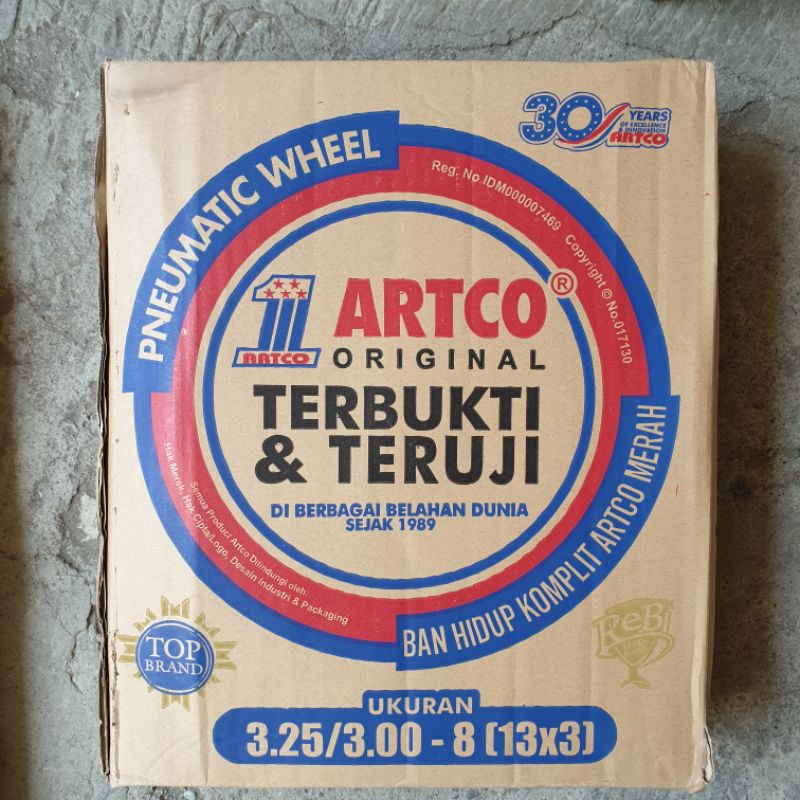 30 YEARS
OF EXCELLENCE
& INNOVATION
ARTCO
PNEUMATIC WHEEL
Reg. No.IDM000007469 Copyright © No.017130
1
ARTCO
ARTCO®
ORIGINAL
TERBUKTI
& TERUJI
DI BERBAGAI BELAHAN DUNIA
SEJAK 1989
Semua Product Artco Dilindungi oleh:
Hak Merek, Hak Cipta/Logo, Desain Industri & Packaging
BAN HIDUP KOMPLIT ARTCO MERAH
TOP
BRAND
ReBi
UKURAN
3.25/3.00 - 8 (13x3)